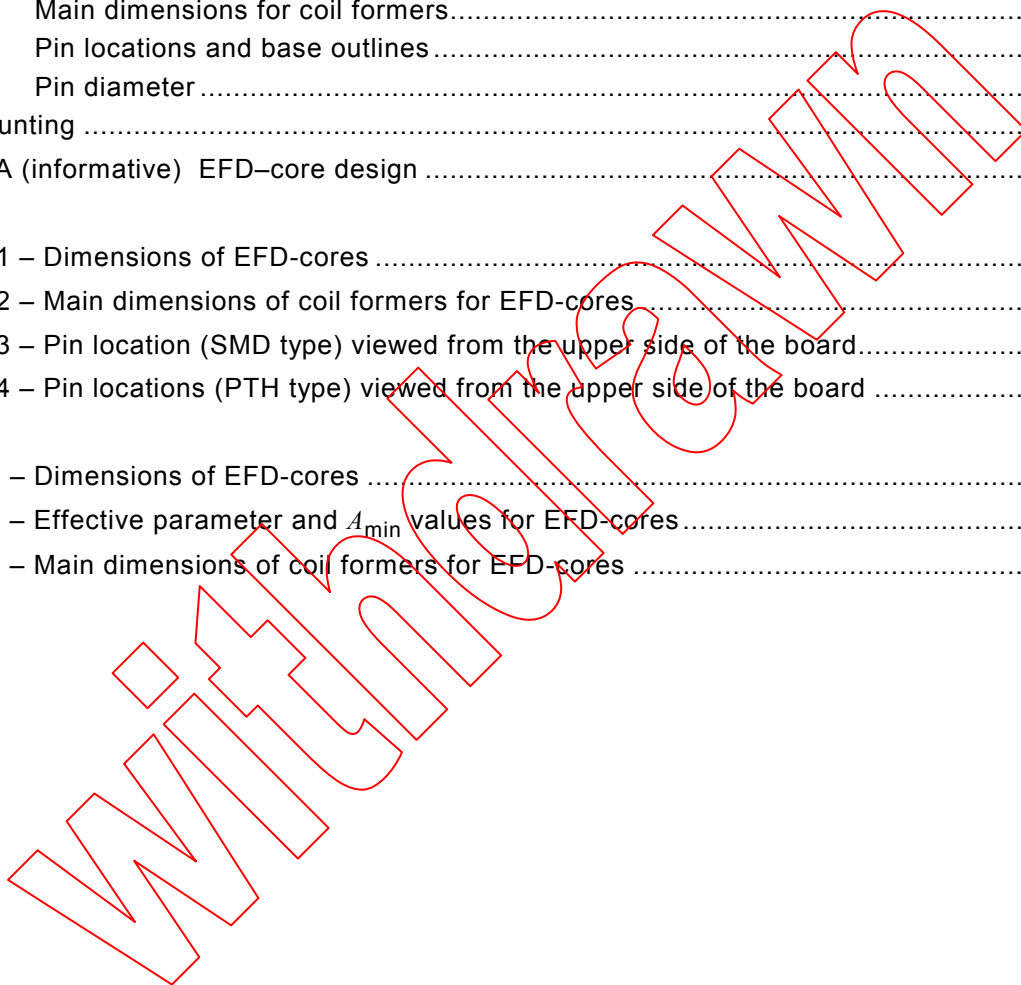 Main dimensions for coil formers
Pin locations and base outlines
Pin diameter
unting
A (informative) EFD–core design
1 – Dimensions of EFD-cores
2 – Main dimensions of coil formers for EFD-cores
3 – Pin location (SMD type) viewed from the upper side of the board
4 – Pin locations (PTH type) viewed from the upper side of the board
– Dimensions of EFD-cores
– Effective parameter and Amin values for EFD-cores
– Main dimensions of coil formers for EFD-cores
withdrawn